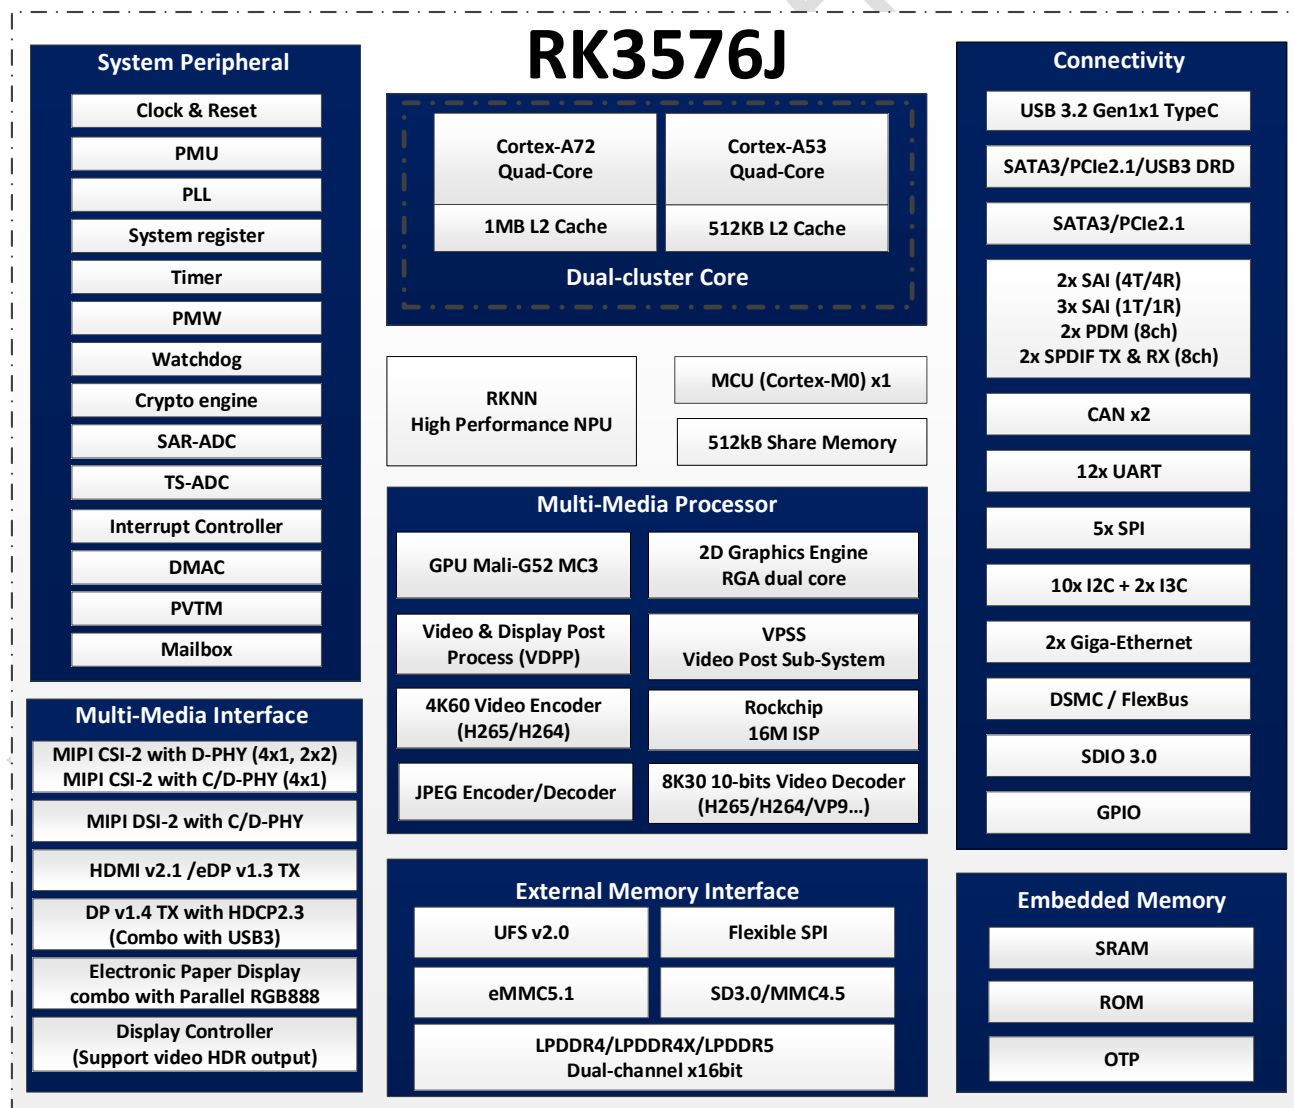 RK3576J
System Peripheral
Clock & Reset
PMU
PLL
System register
Timer
PMW
Watchdog
Crypto engine
SAR-ADC
TS-ADC
Interrupt Controller
DMAC
PVTM
Mailbox
Multi-Media Interface
MIPI CSI-2 with D-PHY (4x1, 2x2)
MIPI CSI-2 with C/D-PHY (4x1)
MIPI DSI-2 with C/D-PHY
HDMI v2.1 /eDP v1.3 TX
DP v1.4 TX with HDCP2.3
(Combo with USB3)
Electronic Paper Display
combo with Parallel RGB888
Display Controller
(Support video HDR output)
Cortex-A72
Quad-Core
1MB L2 Cache
Cortex-A53
Quad-Core
512KB L2 Cache
Dual-cluster Core
RKNN
High Performance NPU
MCU (Cortex-M0) x1
512kB Share Memory
Multi-Media Processor
GPU Mali-G52 MC3
2D Graphics Engine
RGA dual core
Video & Display Post
Process (VDPP)
VPSS
Video Post Sub-System
4K60 Video Encoder
(H265/H264)
Rockchip
16M ISP
JPEG Encoder/Decoder
8K30 10-bits Video Decoder
(H265/H264/VP9...)
External Memory Interface
UFS v2.0
Flexible SPI
eMMC5.1
SD3.0/MMC4.5
LPDDR4/LPDDR4X/LPDDR5
Dual-channel x16bit
Connectivity
USB 3.2 Gen1x1 TypeC
SATA3/PCIe2.1/USB3 DRD
SATA3/PCIe2.1
2x SAI (4T/4R)
3x SAI (1T/1R)
2x PDM (8ch)
2x SPDIF TX & RX (8ch)
CAN x2
12x UART
5x SPI
10x I2C + 2x I3C
2x Giga-Ethernet
DSMC / FlexBus
SDIO 3.0
GPIO
Embedded Memory
SRAM
ROM
OTP